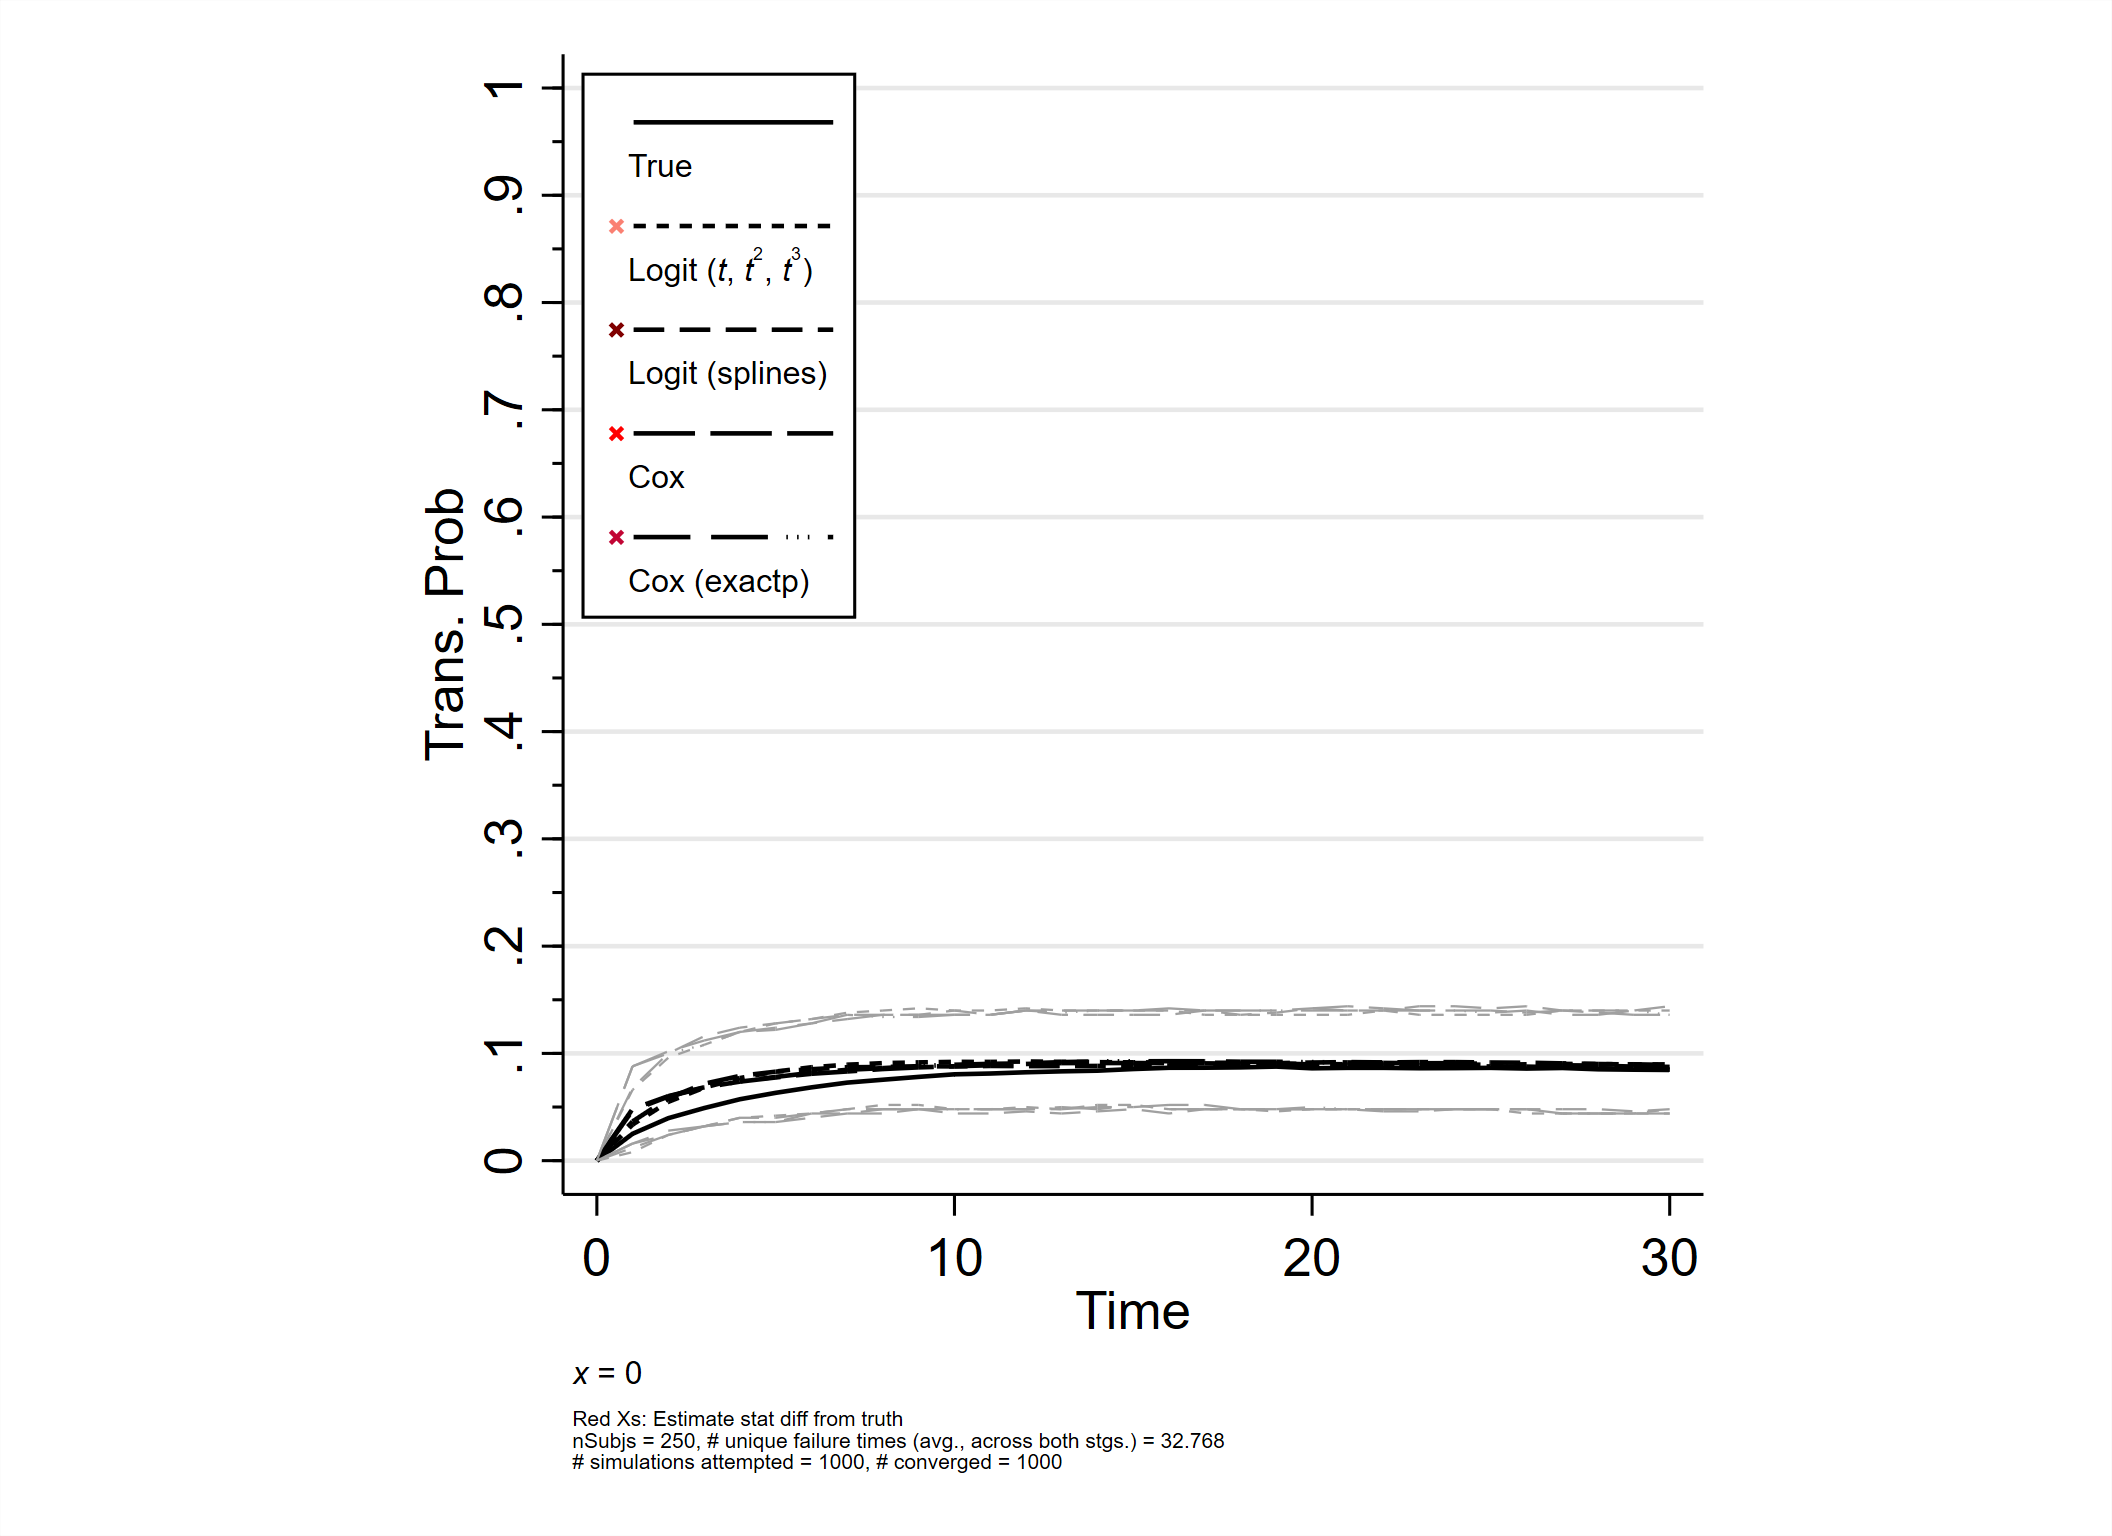 1
.9
.8
.7
.6
.5
.4
.3
.2
.1
0
Trans. Prob
True
Logit (t, t², t³)
Logit (splines)
Cox
Cox (exactp)
0 10 20 30
Time
x = 0
Red Xs: Estimate stat diff from truth
nSubjs = 250, # unique failure times (avg., across both stgs.) = 32.768
# simulations attempted = 1000, # converged = 1000